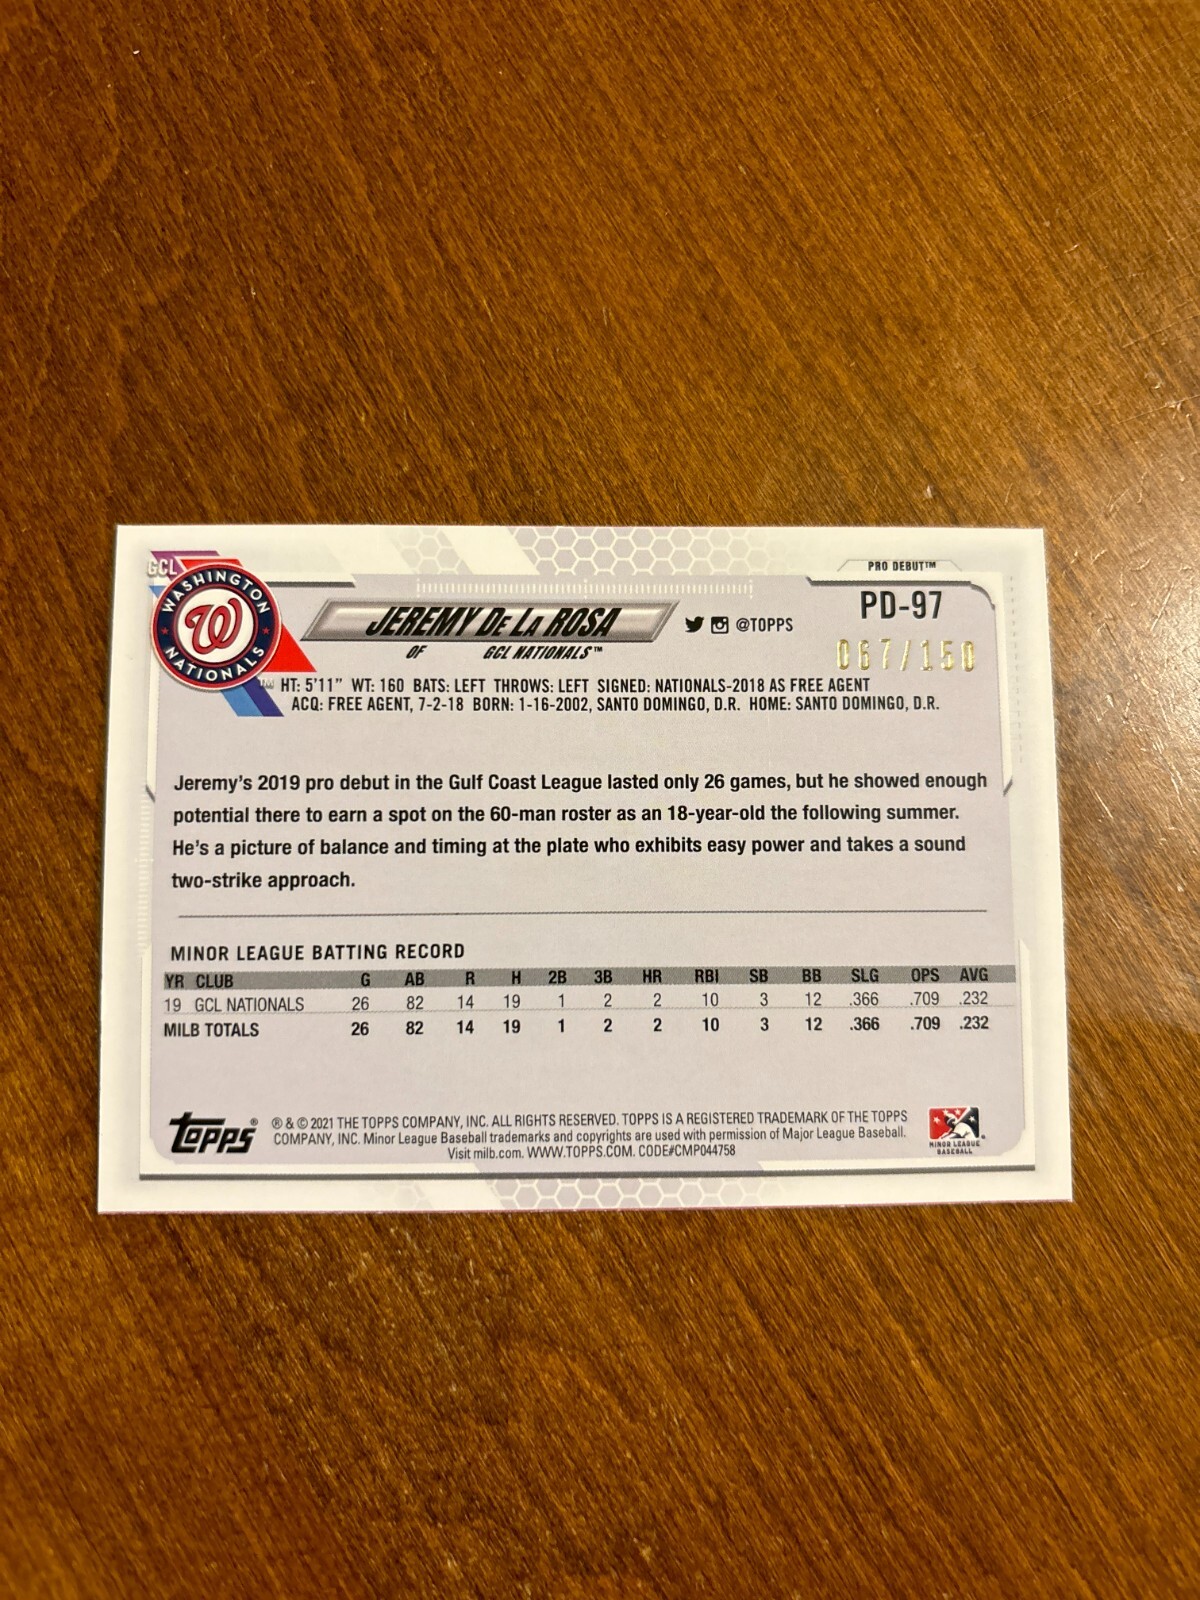 GCL
WASHINGTON
W
NATIONALS
PRO DEBUT™
PD-97
JEREMY DE LA ROSA
@TOPPS
067/150
OF GCL NATIONALS™
™ HT: 5'11" WT: 160 BATS: LEFT THROWS: LEFT SIGNED: NATIONALS-2018 AS FREE AGENT
ACQ: FREE AGENT, 7-2-18 BORN: 1-16-2002, SANTO DOMINGO, D.R. HOME: SANTO DOMINGO, D.R.
Jeremy's 2019 pro debut in the Gulf Coast League lasted only 26 games, but he showed enough
potential there to earn a spot on the 60-man roster as an 18-year-old the following summer.
He's a picture of balance and timing at the plate who exhibits easy power and takes a sound
two-strike approach.
MINOR LEAGUE BATTING RECORD
YR CLUB G AB R H 2B 3B HR RBI SB BB SLG OPS AVG
19 GCL NATIONALS 26 82 14 19 1 2 2 10 3 12 .366 .709 .232
MILB TOTALS 26 82 14 19 1 2 2 10 3 12 .366 .709 .232
TOPPS®
® & © 2021 THE TOPPS COMPANY, INC. ALL RIGHTS RESERVED. TOPPS IS A REGISTERED TRADEMARK OF THE TOPPS
COMPANY, INC. Minor League Baseball trademarks and copyrights are used with permission of Major League Baseball.
Visit milb.com. WWW.TOPPS.COM. CODE#CMP044758
MINOR LEAGUE
BASEBALL®